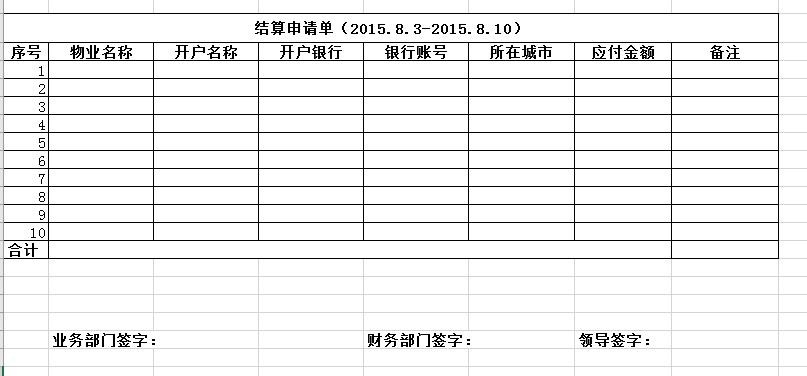 结算申请单（2015.8.3-2015.8.10）
序号 物业名称 开户名称 开户银行 银行账号 所在城市 应付金额 备注
1
2
3
4
5
6
7
8
9
10
合计
业务部门签字： 财务部门签字： 领导签字：